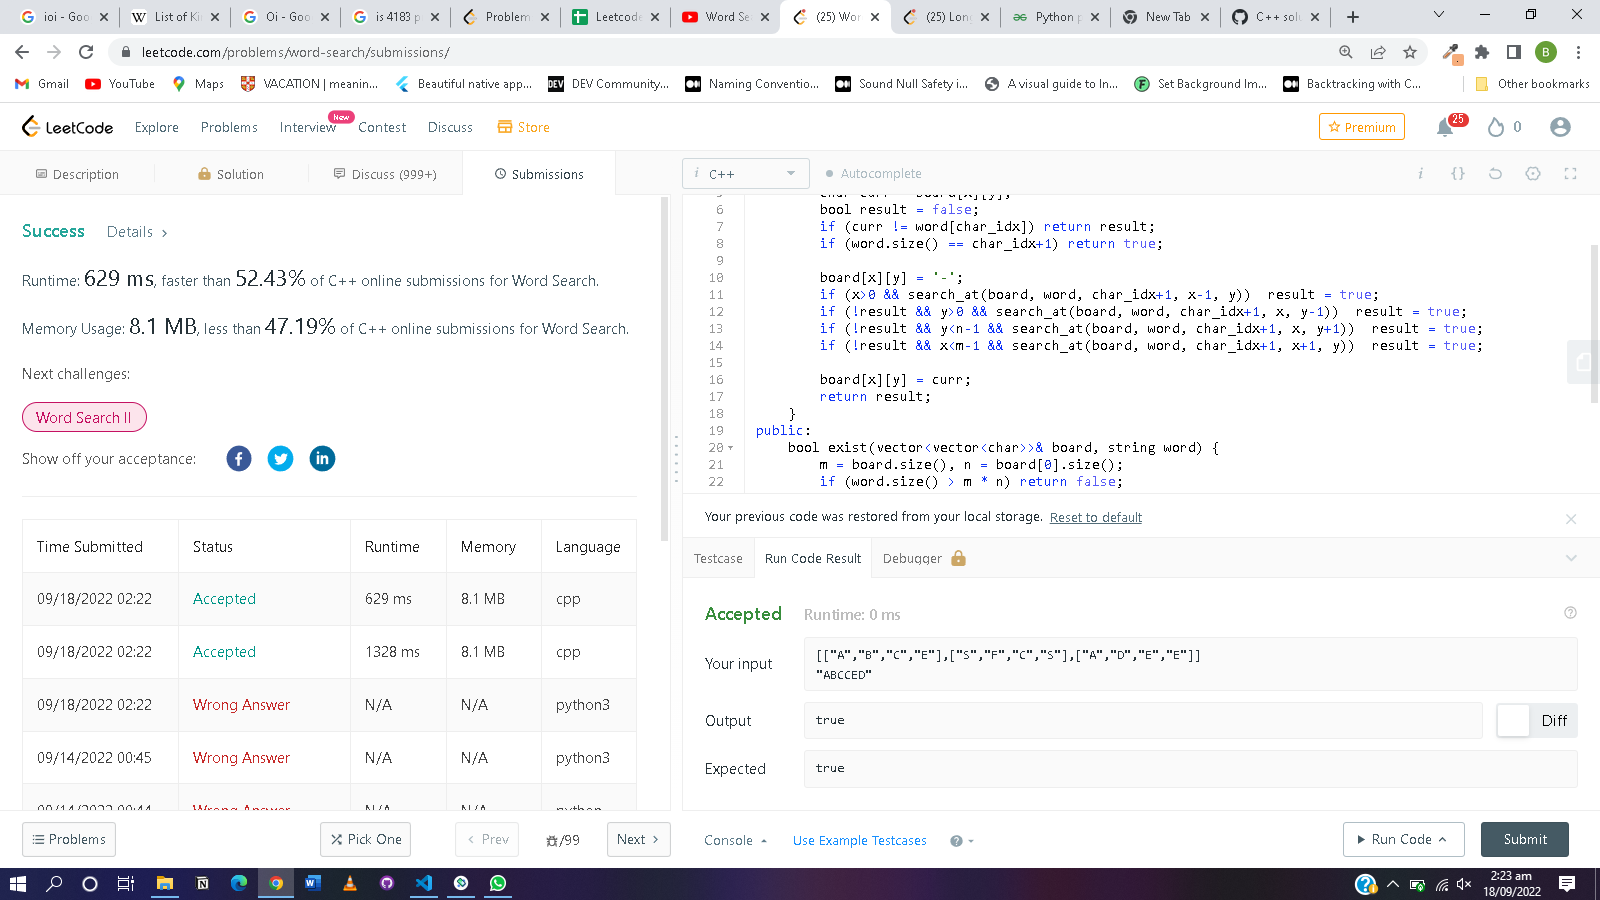 ioi - Goo
List of Ki
Oi - Goo
is 4183 p
Problem
Leetcode
Word Se
(25) Wor
(25) Lon
Python p
New Tab
C++ solu
leetcode.com/problems/word-search/submissions/
B
Gmail
YouTube
Maps
VACATION | meanin...
Beautiful native app...
DEV Community...
Naming Conventio...
Sound Null Safety i...
A visual guide to In...
Set Background Im...
Backtracking with C...
Other bookmarks
LeetCode
Explore
Problems
Interview
New
Contest
Discuss
Store
Premium
25
0
Description
Solution
Discuss (999+)
Submissions
i C++
Autocomplete
Success
Details >
Runtime: 629 ms, faster than 52.43% of C++ online submissions for Word Search.
Memory Usage: 8.1 MB, less than 47.19% of C++ online submissions for Word Search.
Next challenges:
Word Search II
Show off your acceptance:
Time Submitted Status Runtime Memory Language
09/18/2022 02:22 Accepted 629 ms 8.1 MB cpp
09/18/2022 02:22 Accepted 1328 ms 8.1 MB cpp
09/18/2022 02:22 Wrong Answer N/A N/A python3
09/14/2022 00:45 Wrong Answer N/A N/A python3
09/14/2022 00:44 Wrong Answer N/A N/A python
5 char curr = board[x][y];
6 bool result = false;
7 if (curr != word[char_idx]) return result;
8 if (word.size() == char_idx+1) return true;
9
10 board[x][y] = '-';
11 if (x>0 && search_at(board, word, char_idx+1, x-1, y)) result = true;
12 if (!result && y>0 && search_at(board, word, char_idx+1, x, y-1)) result = true;
13 if (!result && y<n-1 && search_at(board, word, char_idx+1, x, y+1)) result = true;
14 if (!result && x<m-1 && search_at(board, word, char_idx+1, x+1, y)) result = true;
15
16 board[x][y] = curr;
17 return result;
18 }
19 public:
20 bool exist(vector<vector<char>>& board, string word) {
21 m = board.size(), n = board[0].size();
22 if (word.size() > m * n) return false;
Your previous code was restored from your local storage. Reset to default
Testcase
Run Code Result
Debugger
Accepted
Runtime: 0 ms
Your input
[["A","B","C","E"],["S","F","C","S"],["A","D","E","E"]]
"ABCCED"
Output
true
Diff
Expected
true
Problems
Pick One
< Prev
/99
Next >
Console
Use Example Testcases
Run Code
Submit
2:23 am
18/09/2022